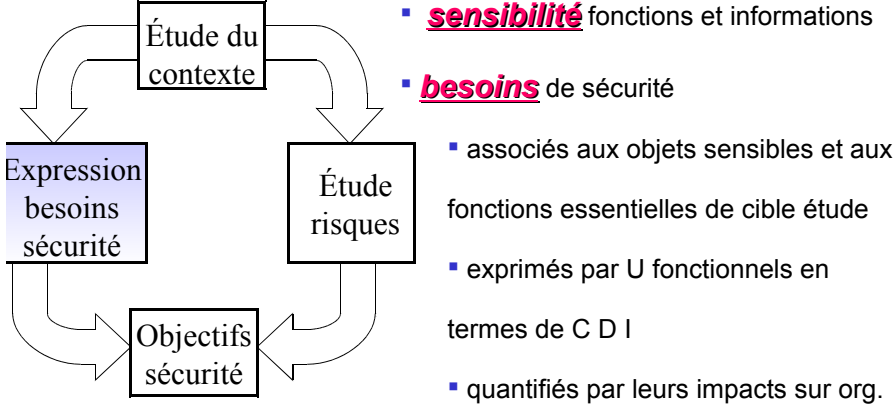 Étude du
contexte
Expression
besoins
sécurité
Étude
risques
Objectifs
sécurité
▪ sensibilité fonctions et informations
▪ besoins de sécurité
▪ associés aux objets sensibles et aux
fonctions essentielles de cible étude
▪ exprimés par U fonctionnels en
termes de C D I
▪ quantifiés par leurs impacts sur org.